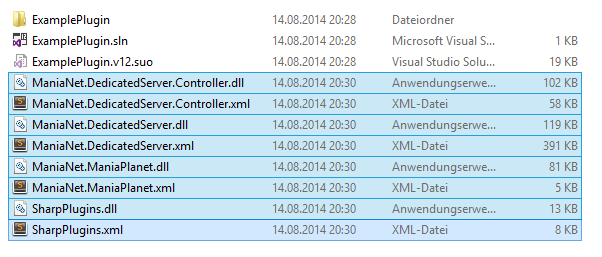 ExamplePlugin 14.08.2014 20:28 Dateiordner
ExamplePlugin.sln 14.08.2014 20:28 Microsoft Visual S... 1 KB
ExamplePlugin.v12.suo 14.08.2014 20:28 Visual Studio Solu... 19 KB
ManiaNet.DedicatedServer.Controller.dll 14.08.2014 20:30 Anwendungserwe... 102 KB
ManiaNet.DedicatedServer.Controller.xml 14.08.2014 20:30 XML-Datei 58 KB
ManiaNet.DedicatedServer.dll 14.08.2014 20:30 Anwendungserwe... 119 KB
ManiaNet.DedicatedServer.xml 14.08.2014 20:30 XML-Datei 391 KB
ManiaNet.ManiaPlanet.dll 14.08.2014 20:30 Anwendungserwe... 81 KB
ManiaNet.ManiaPlanet.xml 14.08.2014 20:30 XML-Datei 5 KB
SharpPlugins.dll 14.08.2014 20:30 Anwendungserwe... 13 KB
SharpPlugins.xml 14.08.2014 20:30 XML-Datei 8 KB